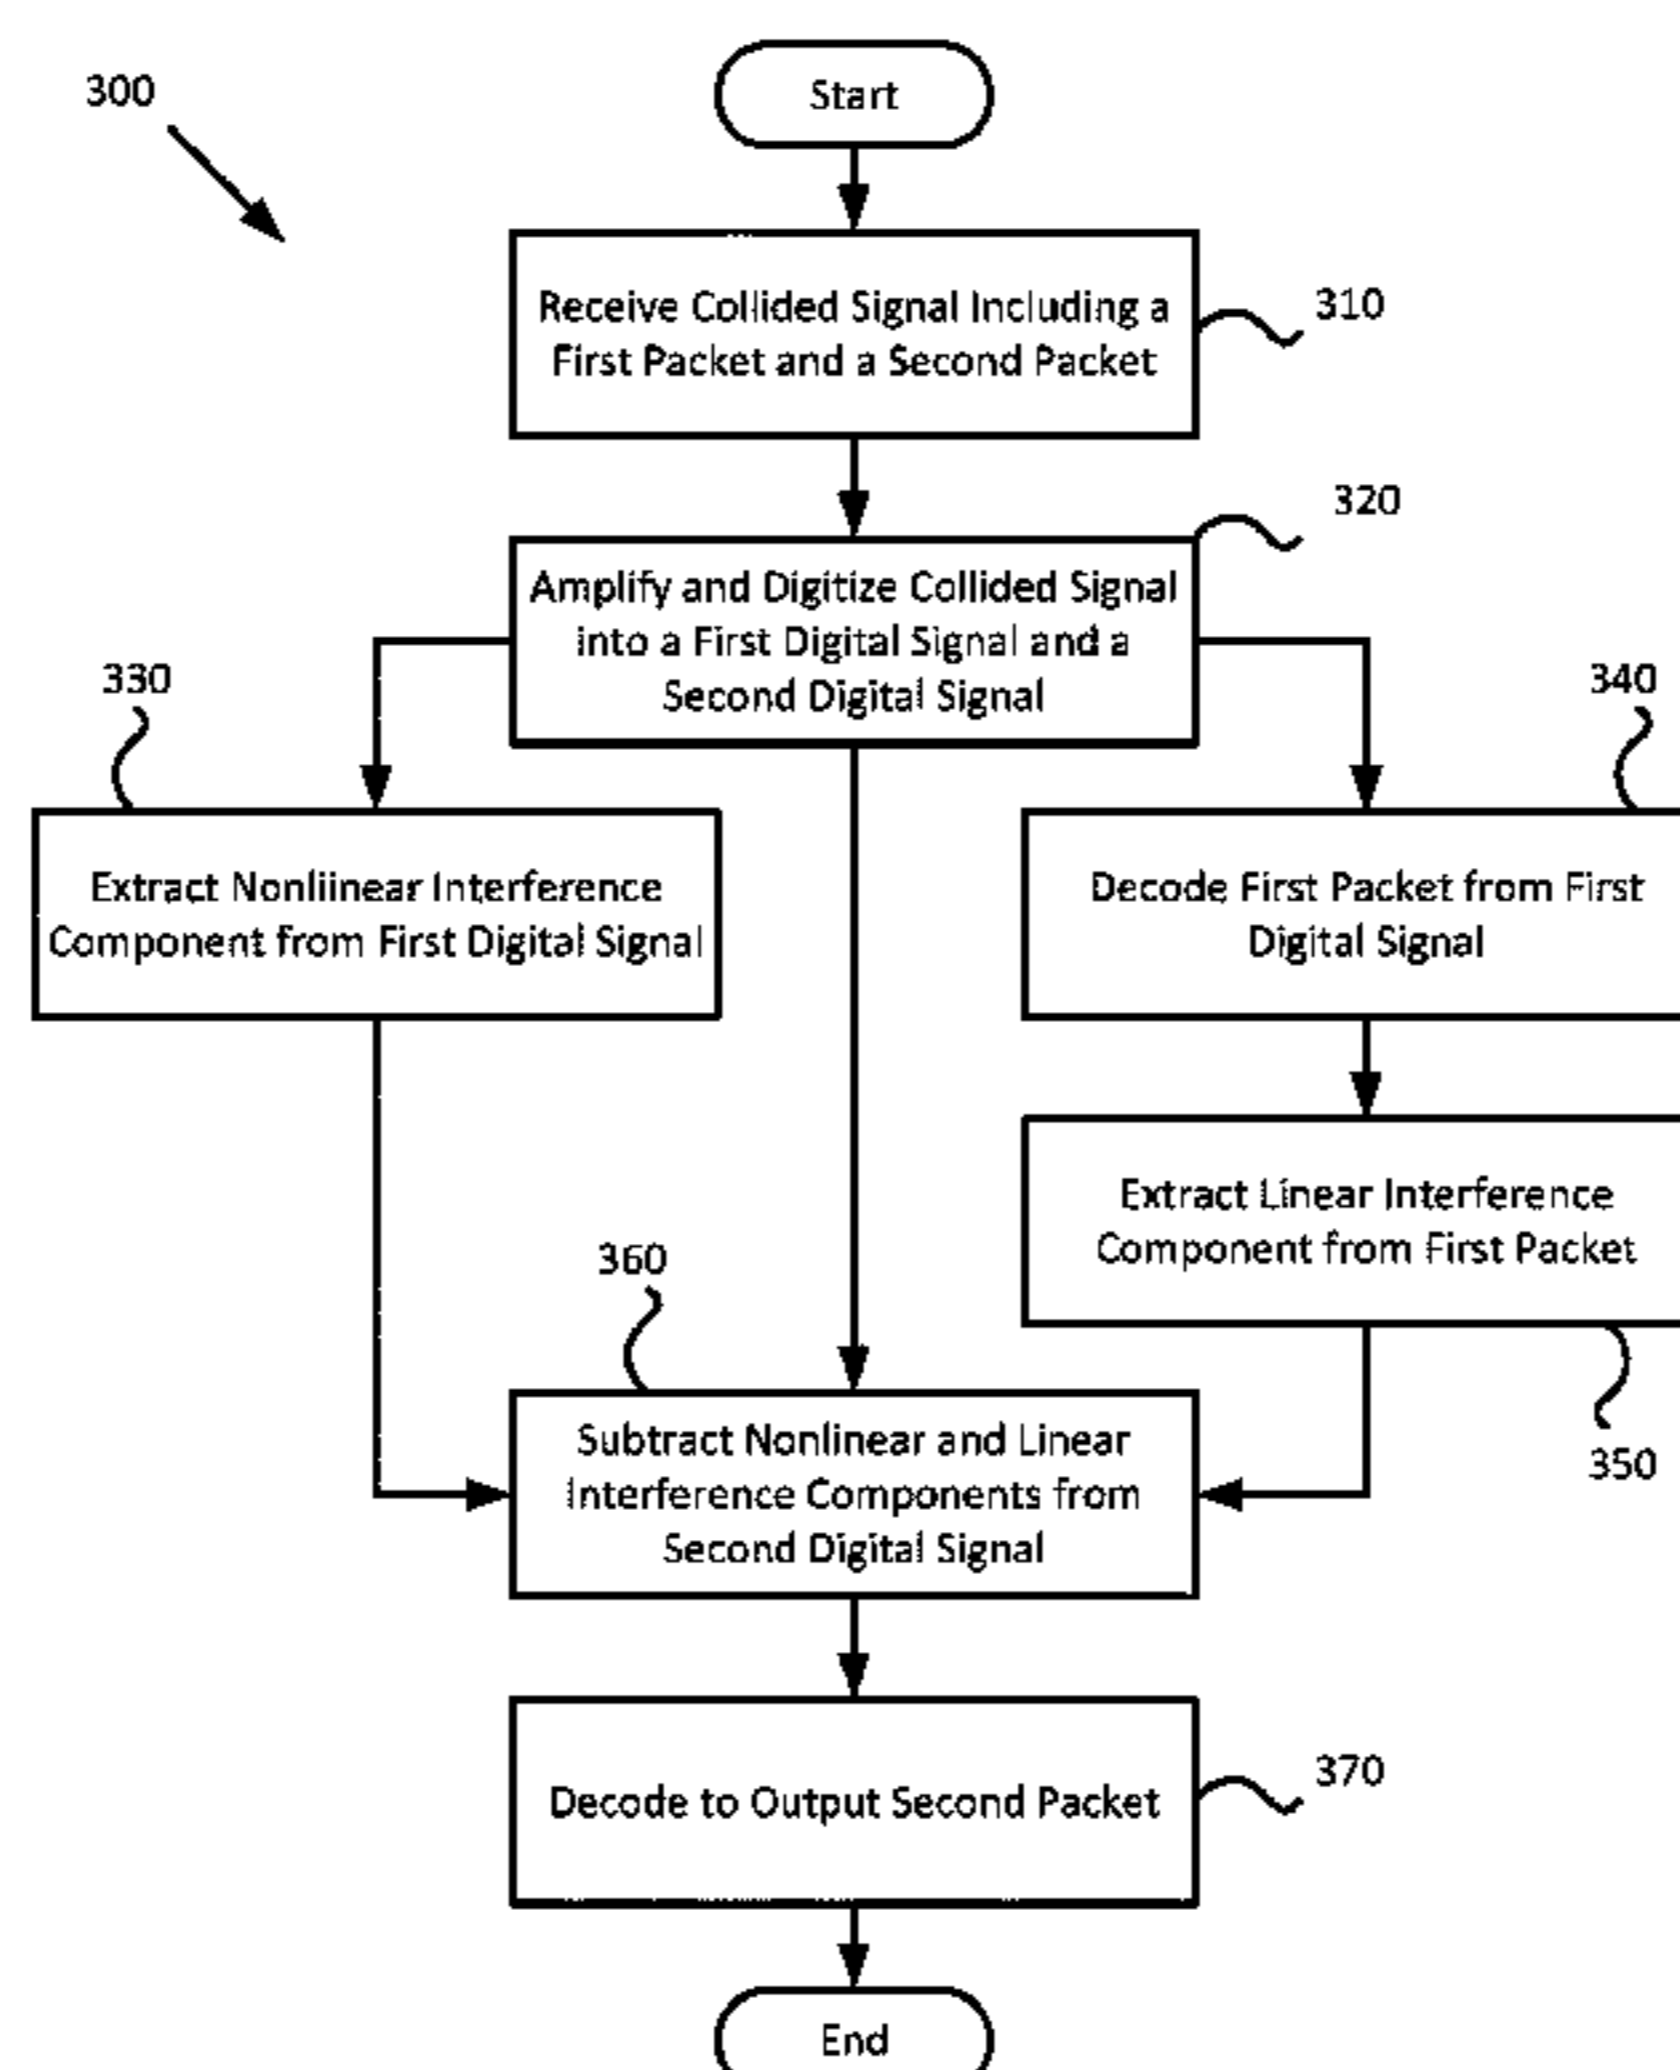 300
Start
Receive Collided Signal Including a
First Packet and a Second Packet
310
320
Amplify and Digitize Collided Signal
into a First Digital Signal and a
Second Digital Signal
330
340
Extract Nonliinear Interference
Component from First Digital Signal
Decode First Packet from First
Digital Signal
Extract Linear Interference
Component from First Packet
360
350
Subtract Nonlinear and Linear
Interference Components from
Second Digital Signal
370
Decode to Output Second Packet
End